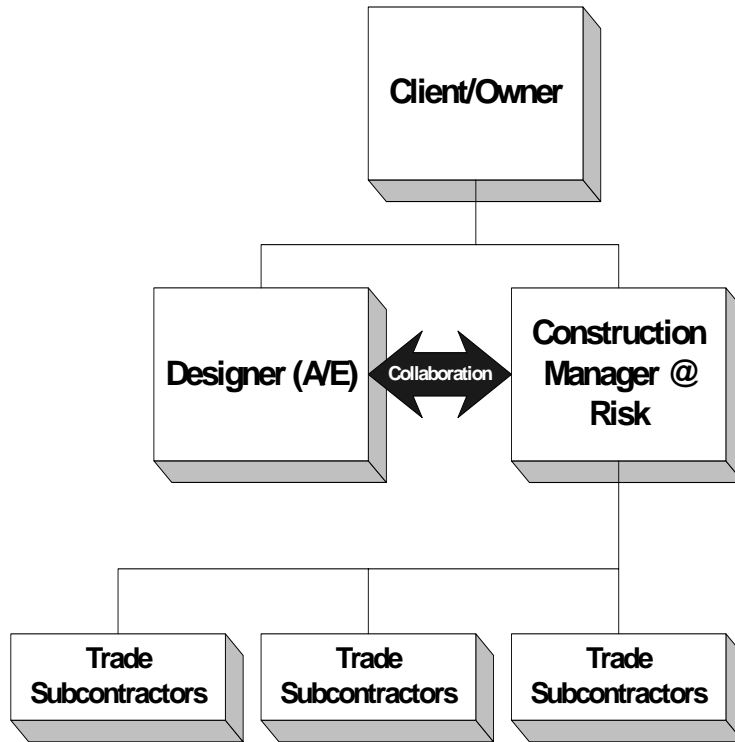 Client/Owner
Designer (A/E)
Collaboration
Construction
Manager @
Risk
Trade
Subcontractors
Trade
Subcontractors
Trade
Subcontractors